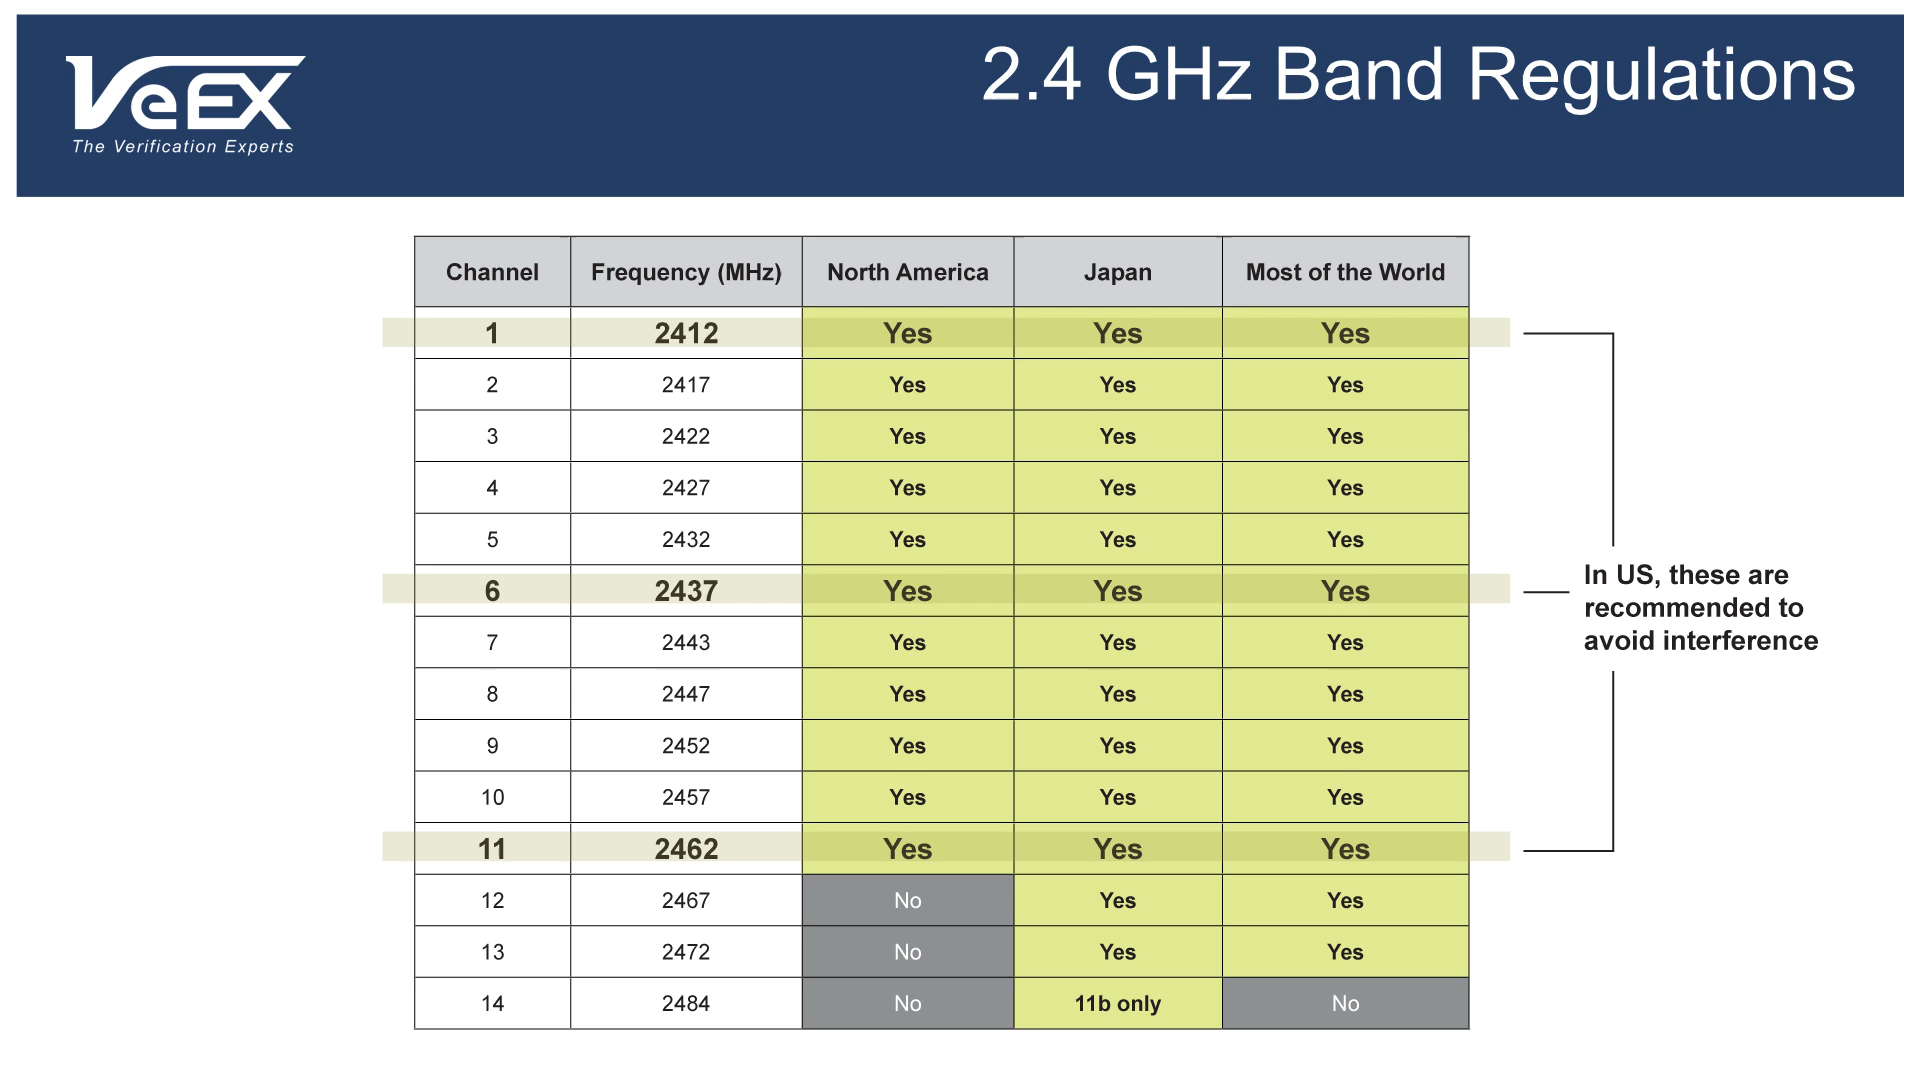 VeEX
The Verification Experts
2.4 GHz Band Regulations
Channel Frequency (MHz) North America Japan Most of the World
1 2412 Yes Yes Yes
2 2417 Yes Yes Yes
3 2422 Yes Yes Yes
4 2427 Yes Yes Yes
5 2432 Yes Yes Yes
6 2437 Yes Yes Yes
7 2443 Yes Yes Yes
8 2447 Yes Yes Yes
9 2452 Yes Yes Yes
10 2457 Yes Yes Yes
11 2462 Yes Yes Yes
12 2467 No Yes Yes
13 2472 No Yes Yes
14 2484 No 11b only No
In US, these are
recommended to
avoid interference